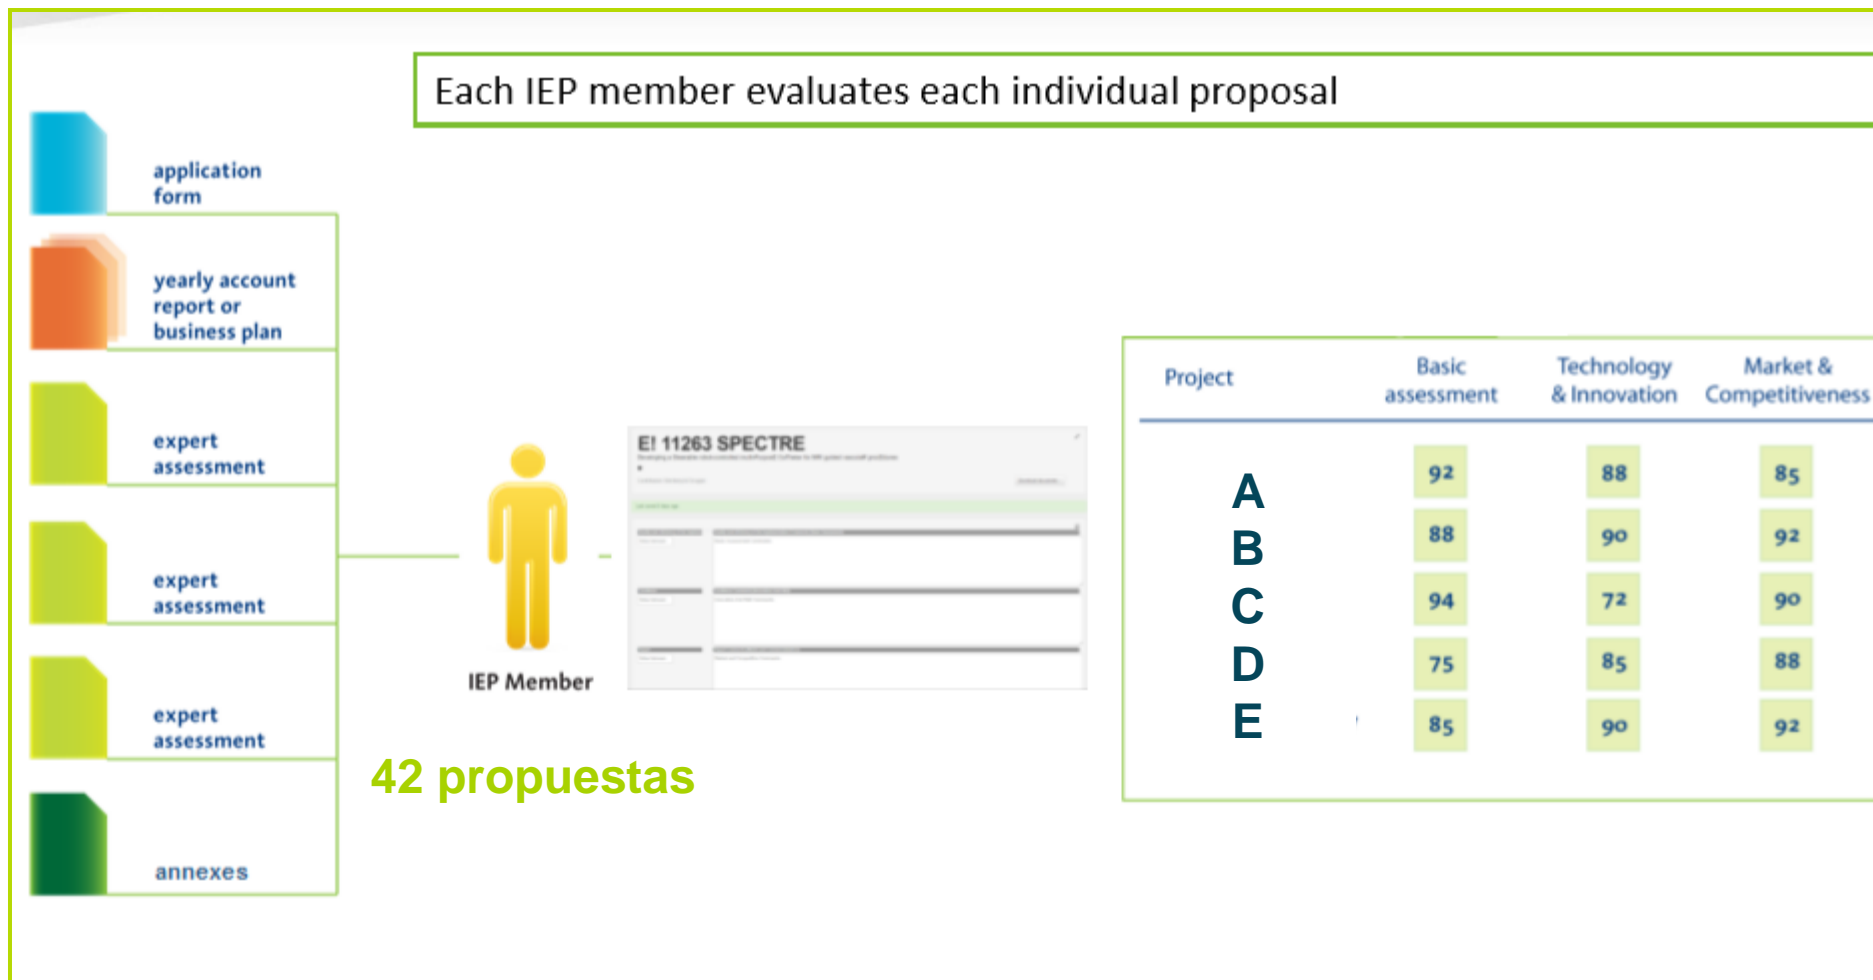 Each IEP member evaluates each individual proposal
application
form
yearly account
report or
business plan
expert
assessment
expert
assessment
expert
assessment
annexes
IEP Member
42 propuestas
E! 11263 SPECTRE
Project
Basic
assessment
Technology
& Innovation
Market &
Competitiveness
A 92 88 85
B 88 90 92
C 94 72 90
D 75 85 88
E 85 90 92